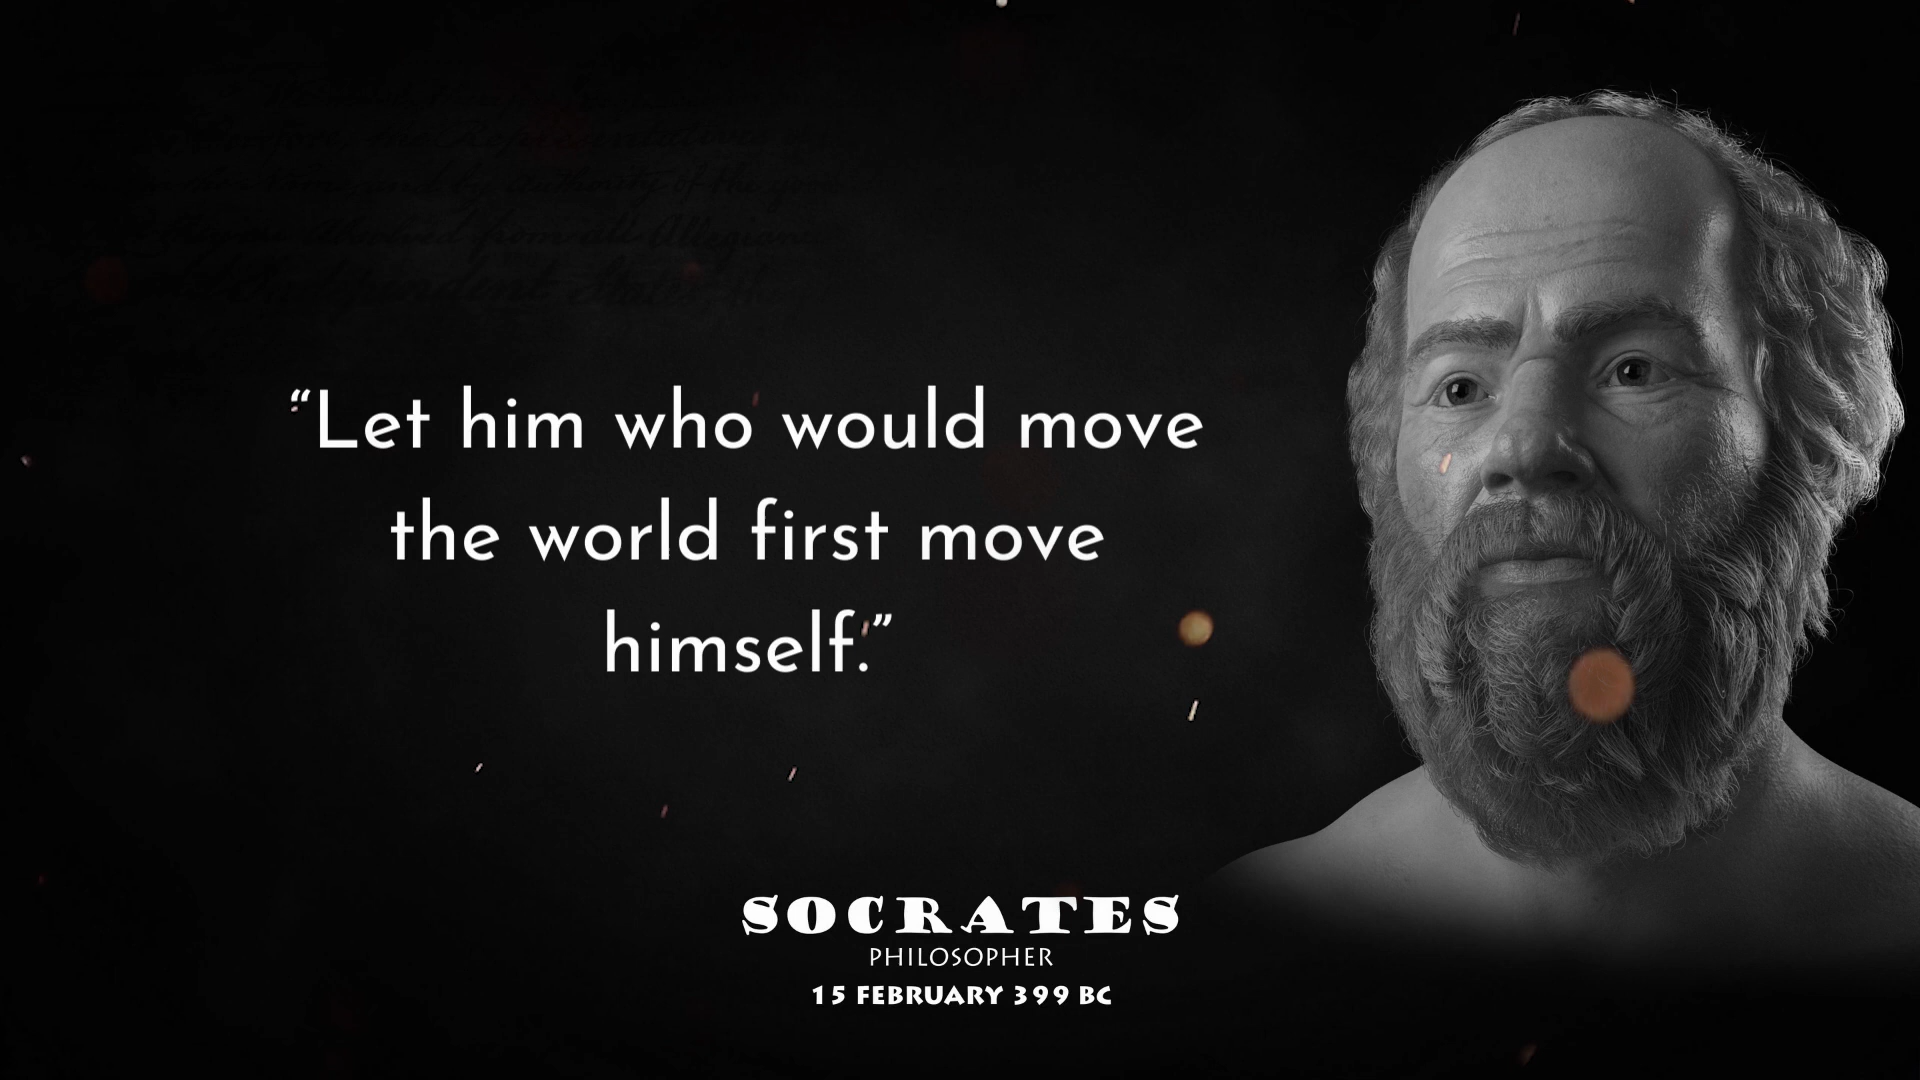 “Let him who would move
the world first move
himself.”
SOCRATES
PHILOSOPHER
15 FEBRUARY 399 BC